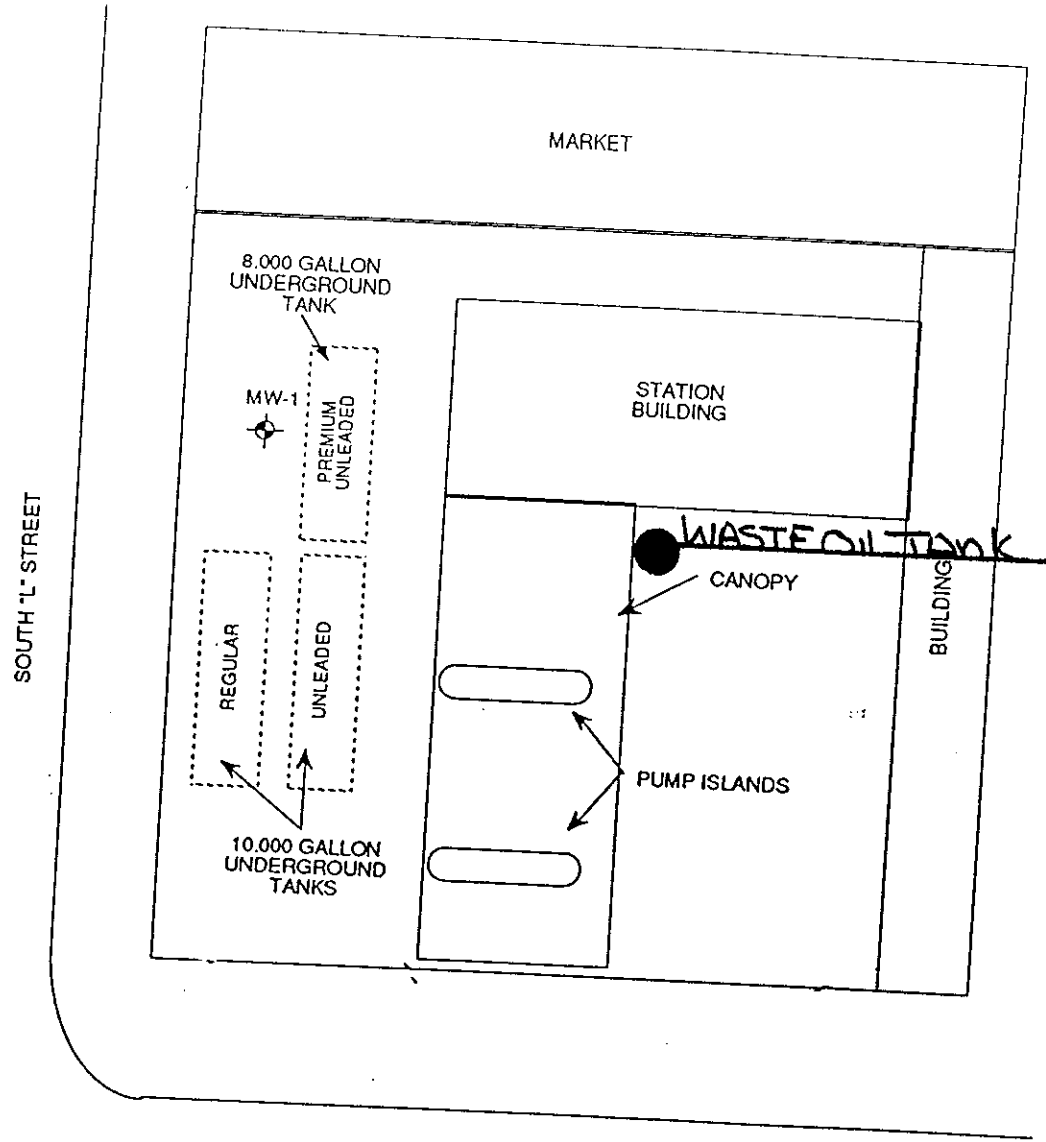 MARKET
8,000 GALLON
UNDERGROUND
TANK
MW-1
PREMIUM
UNLEADED
STATION
BUILDING
WASTE OIL TANK
CANOPY
BUILDING
SOUTH "L" STREET
REGULAR
UNLEADED
PUMP ISLANDS
10,000 GALLON
UNDERGROUND
TANKS